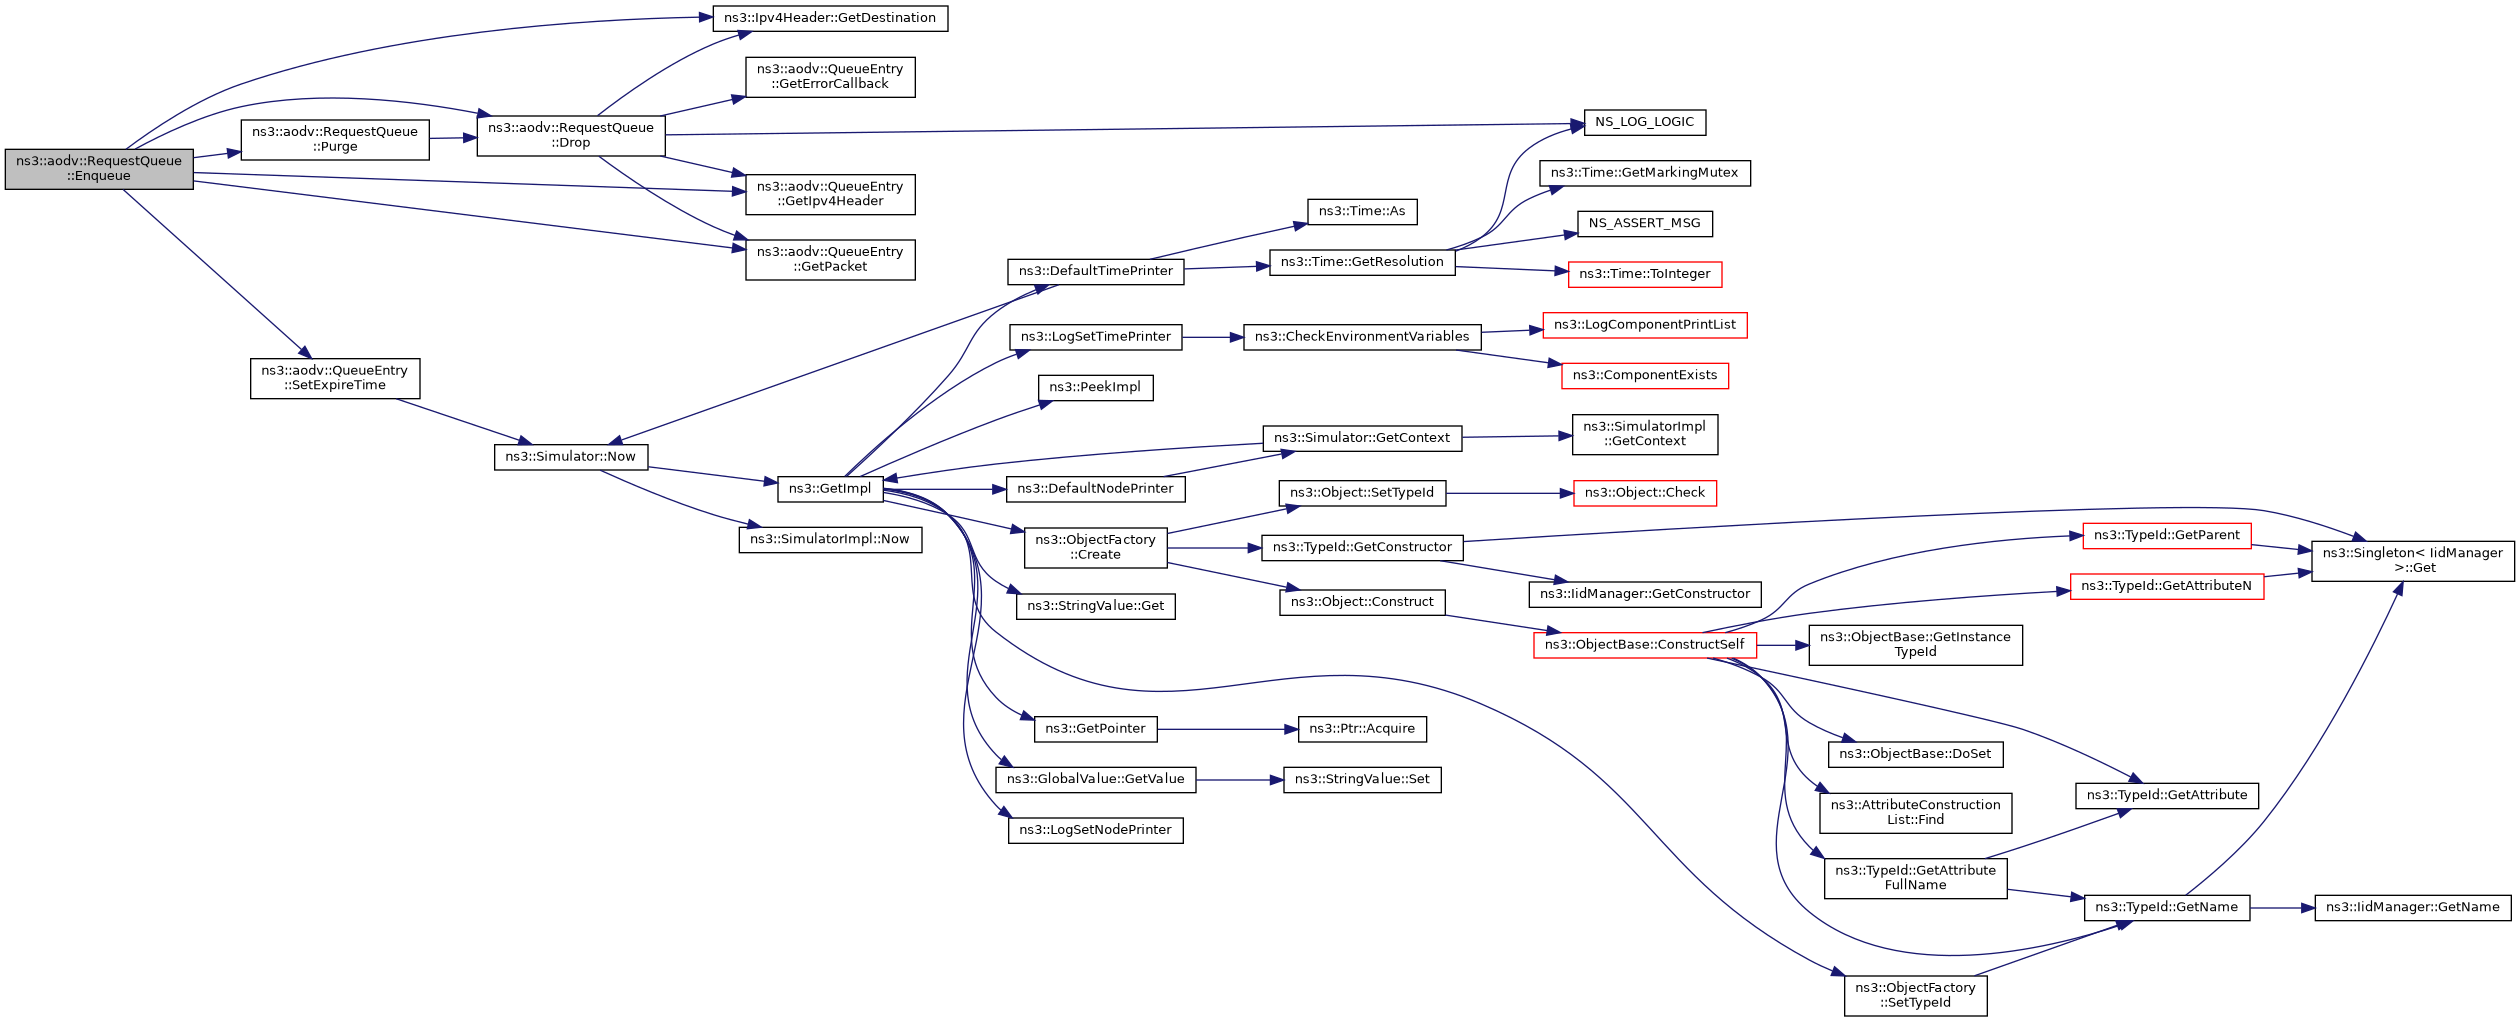 ns3::aodv::RequestQueue
::Enqueue
ns3::Ipv4Header::GetDestination
ns3::aodv::RequestQueue
::Drop
ns3::aodv::RequestQueue
::Purge
ns3::aodv::QueueEntry
::GetErrorCallback
ns3::aodv::QueueEntry
::GetIpv4Header
ns3::aodv::QueueEntry
::GetPacket
ns3::aodv::QueueEntry
::SetExpireTime
NS_LOG_LOGIC
ns3::Time::GetMarkingMutex
NS_ASSERT_MSG
ns3::Time::ToInteger
ns3::Time::As
ns3::Time::GetResolution
ns3::DefaultTimePrinter
ns3::LogSetTimePrinter
ns3::CheckEnvironmentVariables
ns3::LogComponentPrintList
ns3::ComponentExists
ns3::PeekImpl
ns3::Simulator::Now
ns3::GetImpl
ns3::SimulatorImpl::Now
ns3::Simulator::GetContext
ns3::SimulatorImpl
::GetContext
ns3::DefaultNodePrinter
ns3::ObjectFactory
::Create
ns3::Object::SetTypeId
ns3::Object::Check
ns3::TypeId::GetConstructor
ns3::IidManager::GetConstructor
ns3::Object::Construct
ns3::ObjectBase::ConstructSelf
ns3::TypeId::GetParent
ns3::TypeId::GetAttributeN
ns3::Singleton< IidManager
>::Get
ns3::ObjectBase::GetInstance
TypeId
ns3::ObjectBase::DoSet
ns3::AttributeConstruction
List::Find
ns3::TypeId::GetAttribute
ns3::TypeId::GetAttribute
FullName
ns3::TypeId::GetName
ns3::IidManager::GetName
ns3::StringValue::Get
ns3::GetPointer
ns3::Ptr::Acquire
ns3::GlobalValue::GetValue
ns3::StringValue::Set
ns3::LogSetNodePrinter
ns3::ObjectFactory
::SetTypeId